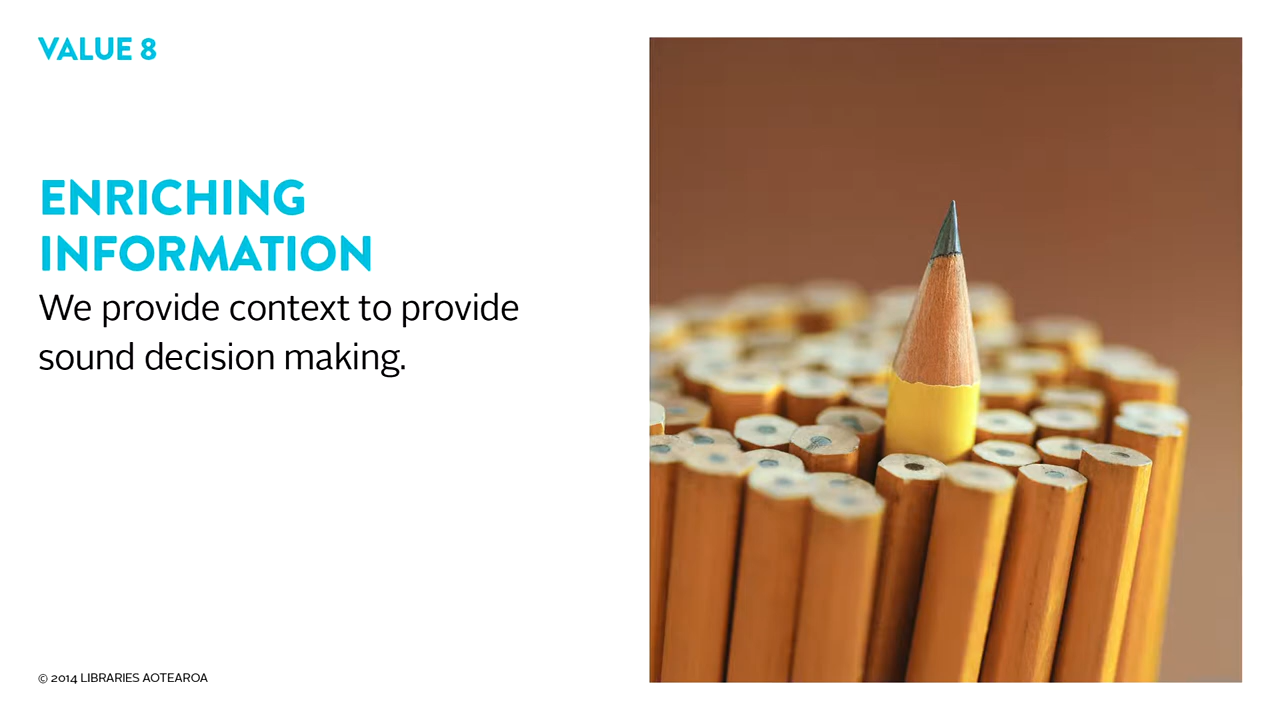 VALUE 8
ENRICHING
INFORMATION
We provide context to provide
sound decision making.
© 2014 LIBRARIES AOTEAROA